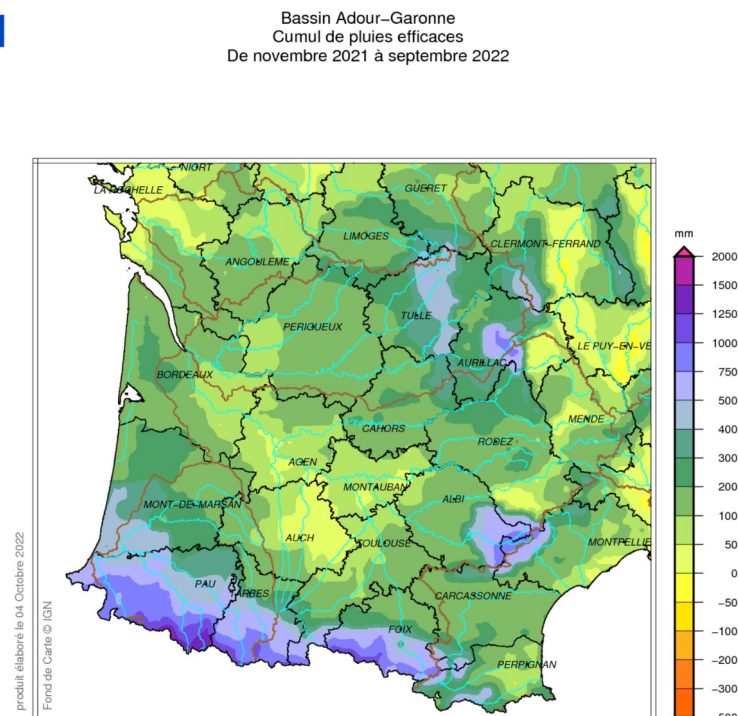 Bassin Adour−Garonne
Cumul de pluies efficaces
De novembre 2021 à septembre 2022
NIORT
LA ROCHELLE
GUERET
LIMOGES
CLERMONT−FERRAND
ANGOULEME
TULLE
PERIGUEUX
LE PUY−EN−VE
AURILLAC
BORDEAUX
MENDE
CAHORS
RODEZ
AGEN
MONTAUBAN
ALBI
MONT−DE−MARSAN
AUCH
TOULOUSE
MONTPELLIE
PAU
ARBES
CARCASSONNE
FOIX
PERPIGNAN
mm
2000
1500
1250
1000
750
500
400
300
200
100
50
0
−50
−100
−200
−300
produit élaboré le 04 Octobre 2022
Fond de Carte © IGN